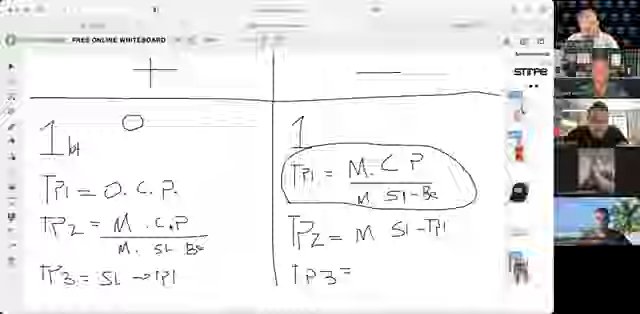 FREE ONLINE WHITEBOARD
stripe
1
TP1 = O. C. P.
TP2 = M . C.P
M. SL BE
TP3 = SL → TP1
1
TP1 = M. C P
M SL-BE
TP2 = M SL-TP1
TP3 =